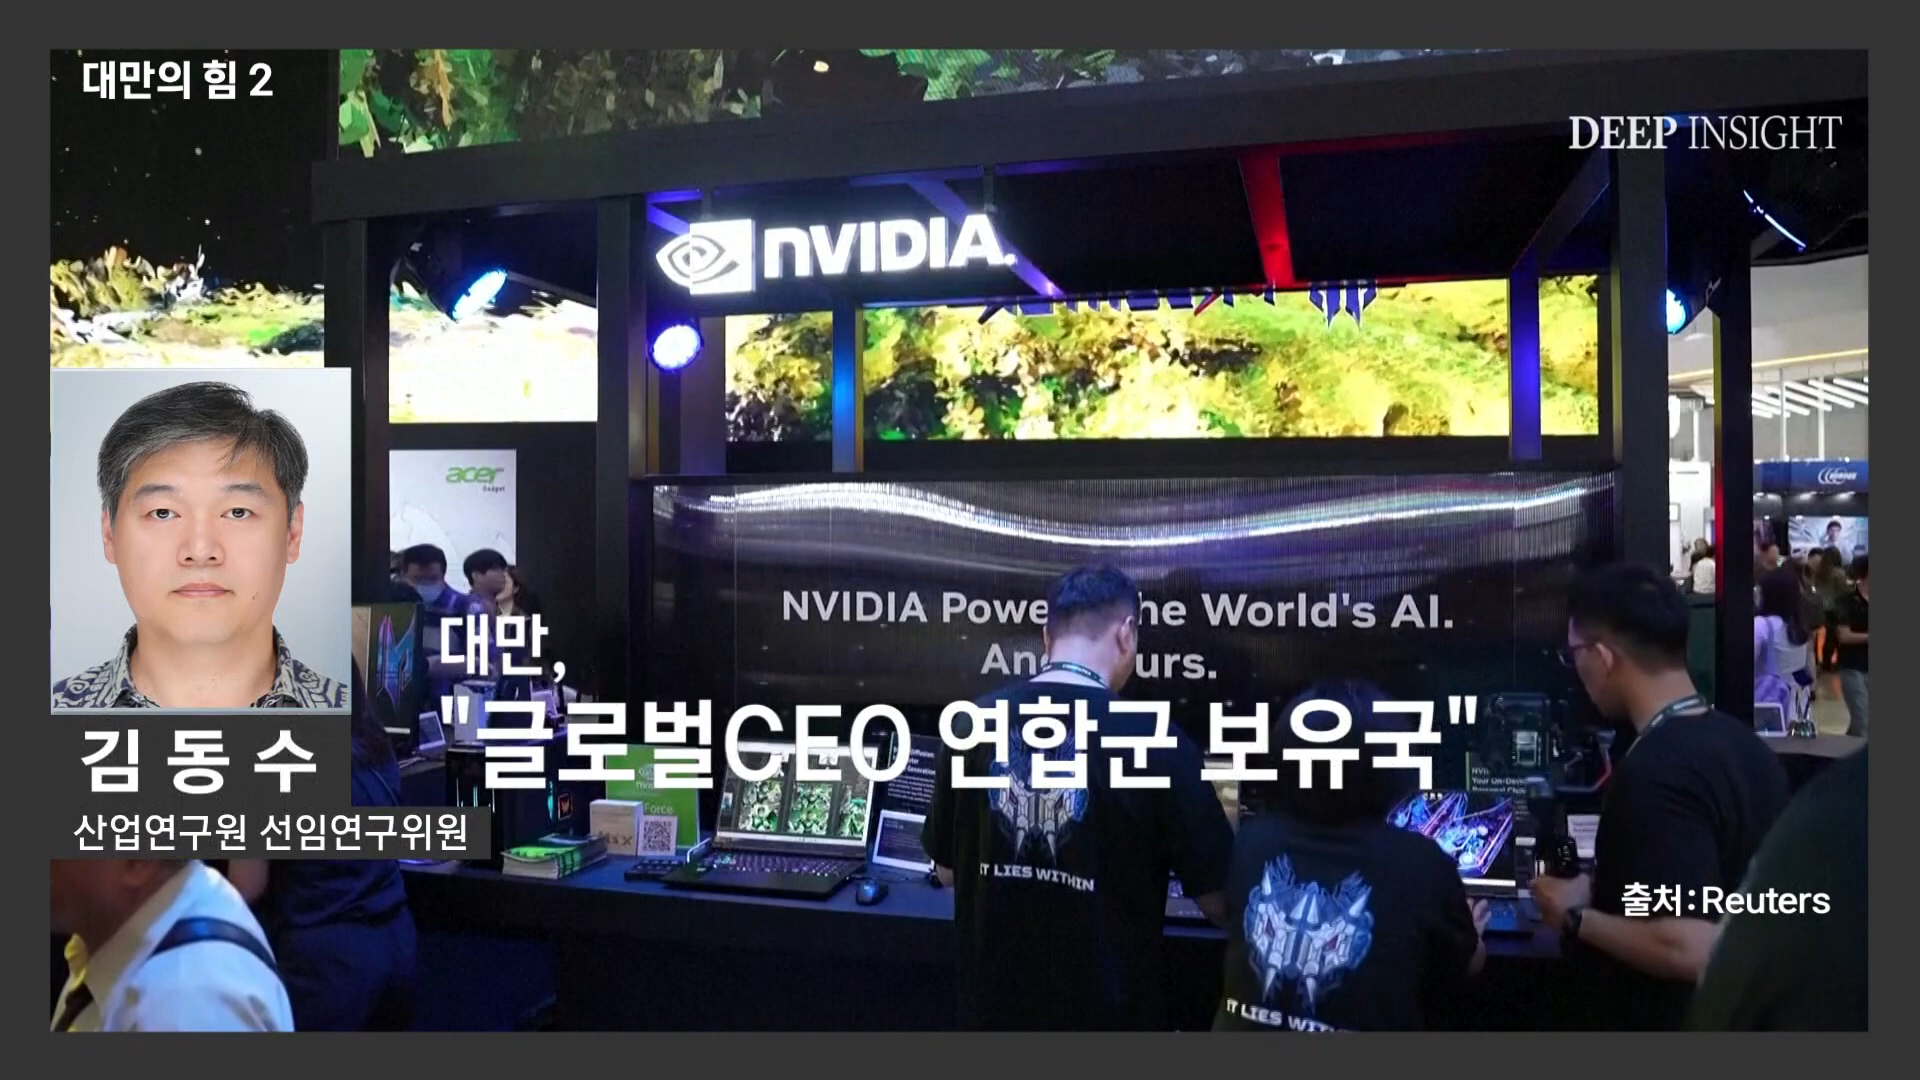 대만의 힘 2
DEEP INSIGHT
NVIDIA.
acer
NVIDIA he World's AI.
urs.
대만,
"글로벌CEO 연합군 보유국"
김동수
산업연구원 선임연구위원
IT LIES WITHIN
출처:Reuters